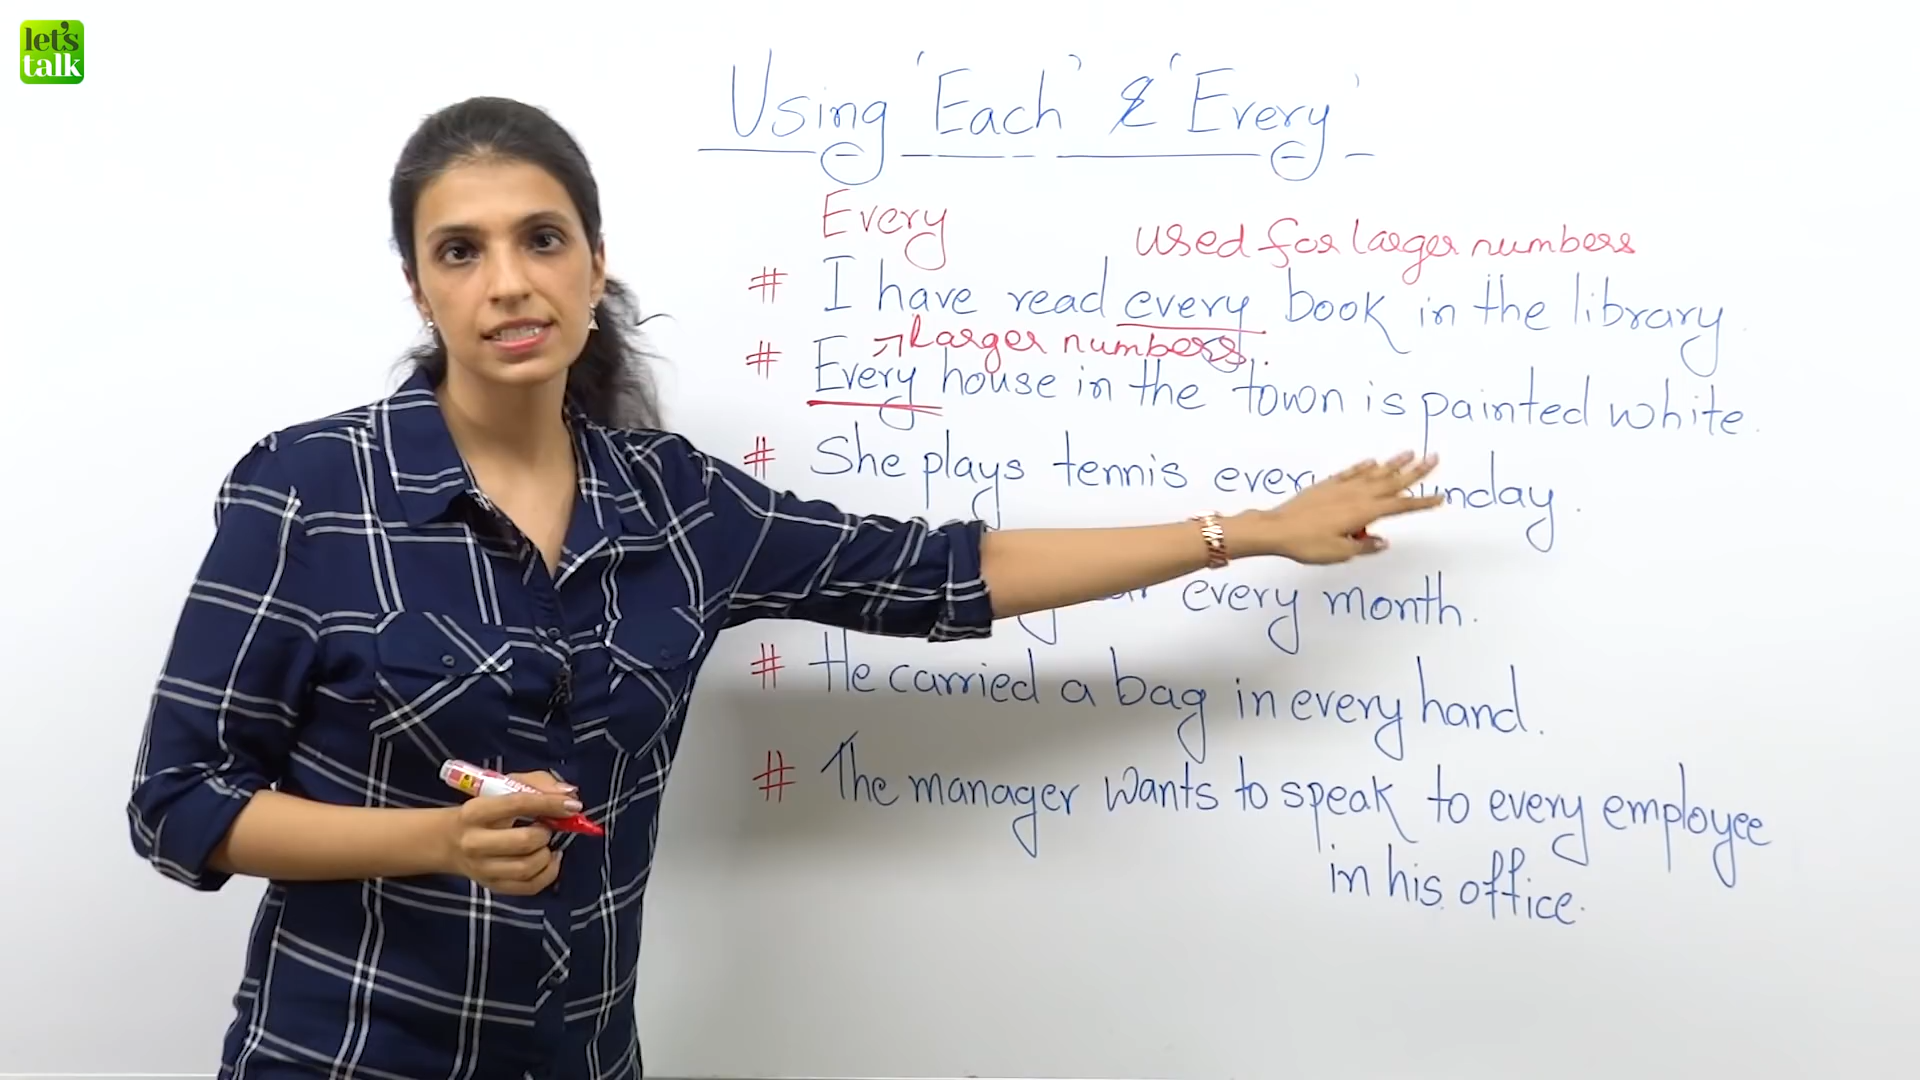 let's
talk
Using 'Each' & 'Every'
Every
used for larger numbers
# I have read every book in the library.
→ Larger numbers.
# Every house in the town is painted white.
# She plays tennis every
every month.
# He carried a bag in every hand.
# The manager wants to speak to every employee
in his office.